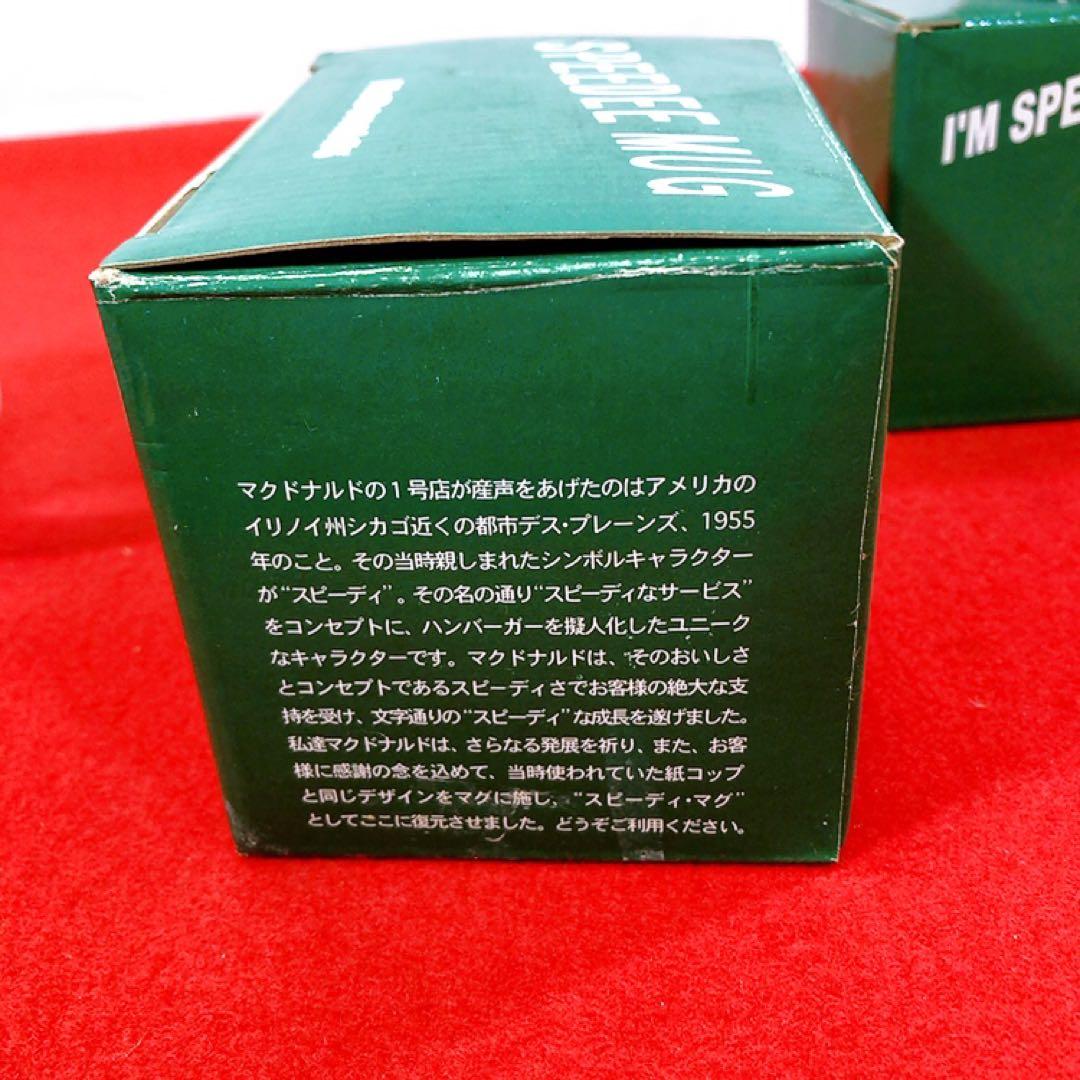 SPEEDEE MUG
I'M SPE
マクドナルドの1号店が産声をあげたのはアメリカの
イリノイ州シカゴ近くの都市デス・プレーンズ、1955
年のこと。その当時親しまれたシンボルキャラクター
が“スピーディ”。その名の通り“スピーディなサービス”
をコンセプトに、ハンバーガーを擬人化したユニーク
なキャラクターです。マクドナルドは、そのおいしさ
とコンセプトであるスピーディさでお客様の絶大な支
持を受け、文字通りの“スピーディ”な成長を遂げました。
私達マクドナルドは、さらなる発展を祈り、また、お客
様に感謝の念を込めて、当時使われていた紙コップ
と同じデザインをマグに施し、“スピーディ・マグ”
としてここに復元させました。どうぞご利用ください。